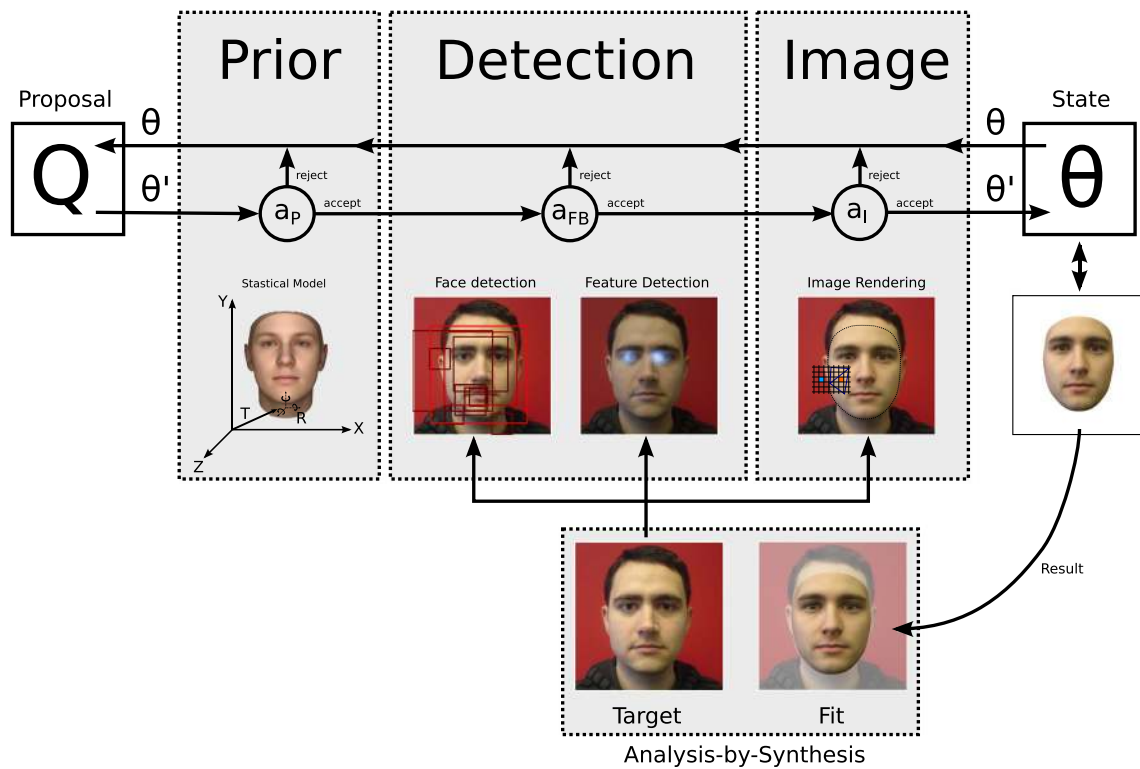 Prior
Detection
Image
Proposal
State
θ
θ
Q
θ
θ'
θ'
a_P
reject
accept
a_FB
reject
accept
a_I
reject
accept
Stastical Model
Face detection
Feature Detection
Image Rendering
Y
T
R
X
Z
Result
Target
Fit
Analysis-by-Synthesis